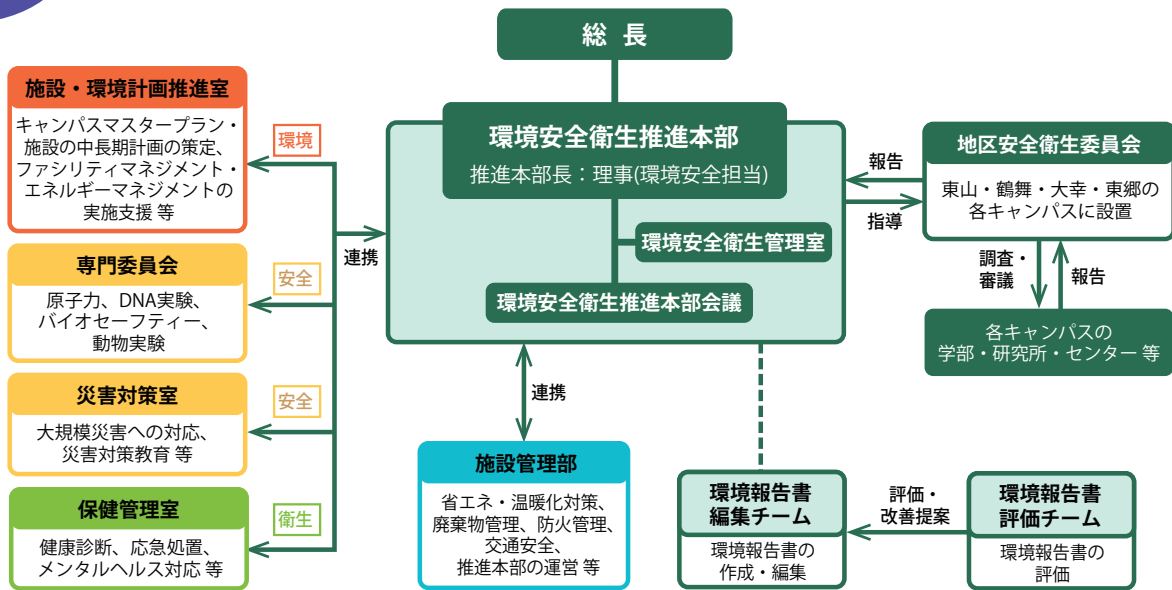 総 長
施設・環境計画推進室
キャンパスマスタープラン・
施設の中長期計画の策定、
ファシリティマネジメント・
エネルギーマネジメントの
実施支援 等
環境
専門委員会
原子力、DNA実験、
バイオセーフティー、
動物実験
安全
災害対策室
大規模災害への対応、
災害対策教育 等
安全
保健管理室
健康診断、応急処置、
メンタルヘルス対応 等
衛生
連携
環境安全衛生推進本部
推進本部長：理事(環境安全担当)
環境安全衛生管理室
環境安全衛生推進本部会議
報告
指導
地区安全衛生委員会
東山・鶴舞・大幸・東郷の
各キャンパスに設置
調査・
審議
報告
各キャンパスの
学部・研究所・センター 等
連携
施設管理部
省エネ・温暖化対策、
廃棄物管理、防火管理、
交通安全、
推進本部の運営 等
環境報告書
編集チーム
環境報告書の
作成・編集
評価・
改善提案
環境報告書
評価チーム
環境報告書の
評価